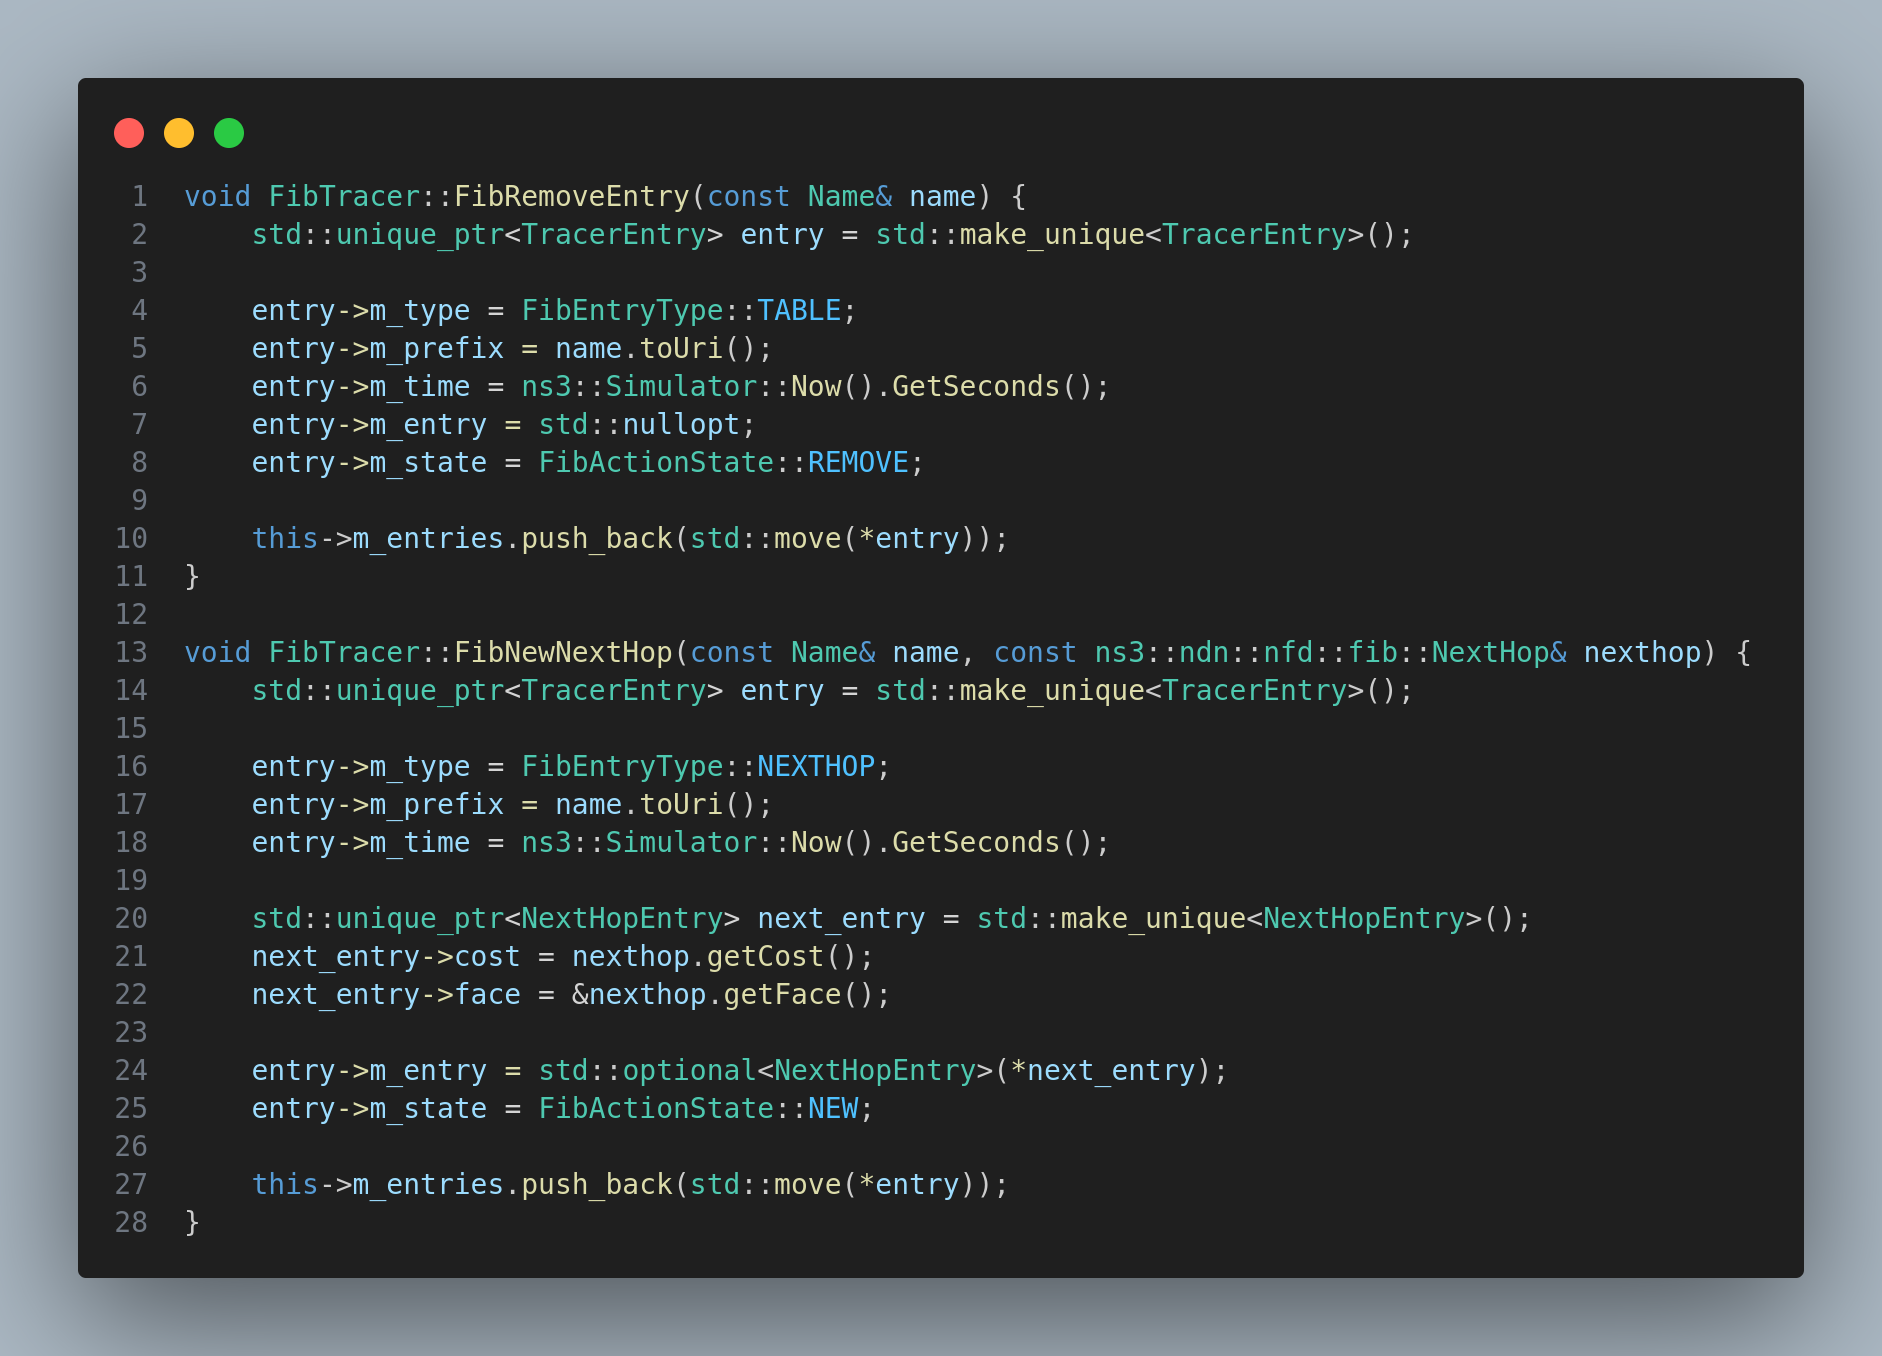 1 void FibTracer::FibRemoveEntry(const Name& name) {
2     std::unique_ptr<TracerEntry> entry = std::make_unique<TracerEntry>();
3
4     entry->m_type = FibEntryType::TABLE;
5     entry->m_prefix = name.toUri();
6     entry->m_time = ns3::Simulator::Now().GetSeconds();
7     entry->m_entry = std::nullopt;
8     entry->m_state = FibActionState::REMOVE;
9
10     this->m_entries.push_back(std::move(*entry));
11 }
12
13 void FibTracer::FibNewNextHop(const Name& name, const ns3::ndn::nfd::fib::NextHop& nexthop) {
14     std::unique_ptr<TracerEntry> entry = std::make_unique<TracerEntry>();
15
16     entry->m_type = FibEntryType::NEXTHOP;
17     entry->m_prefix = name.toUri();
18     entry->m_time = ns3::Simulator::Now().GetSeconds();
19
20     std::unique_ptr<NextHopEntry> next_entry = std::make_unique<NextHopEntry>();
21     next_entry->cost = nexthop.getCost();
22     next_entry->face = &nexthop.getFace();
23
24     entry->m_entry = std::optional<NextHopEntry>(*next_entry);
25     entry->m_state = FibActionState::NEW;
26
27     this->m_entries.push_back(std::move(*entry));
28 }